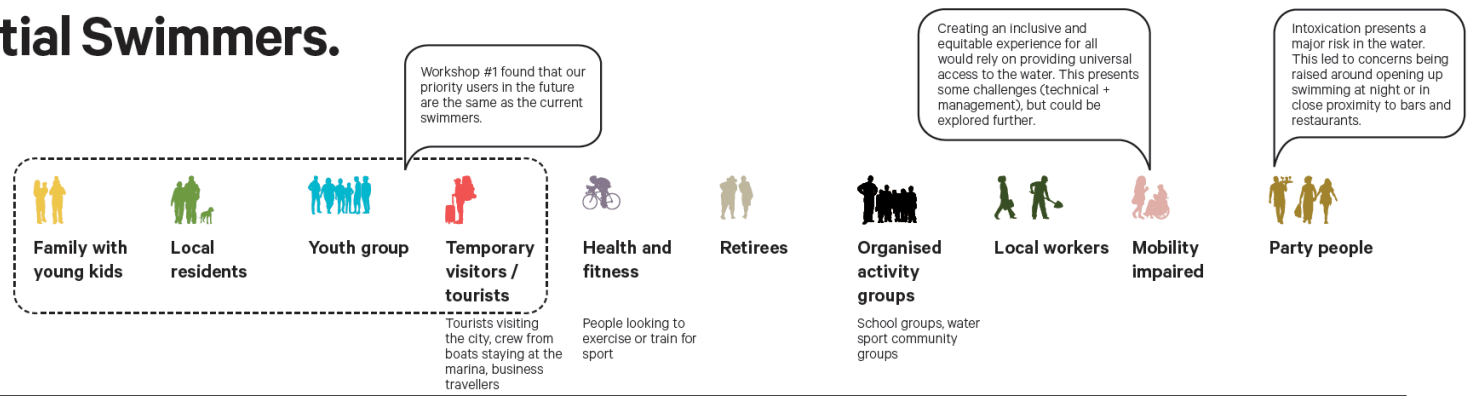 tial Swimmers.
Workshop #1 found that our
priority users in the future
are the same as the current
swimmers.
Creating an inclusive and
equitable experience for all
would rely on providing universal
access to the water. This presents
some challenges (technical +
management), but could be
explored further.
Intoxication presents a
major risk in the water.
This led to concerns being
raised around opening up
swimming at night or in
close proximity to bars and
restaurants.
Family with
young kids
Local
residents
Youth group
Temporary
visitors /
tourists
Tourists visiting
the city, crew from
boats staying at the
marina, business
travellers
Health and
fitness
People looking to
exercise or train for
sport
Retirees
Organised
activity
groups
School groups, water
sport community
groups
Local workers
Mobility
impaired
Party people